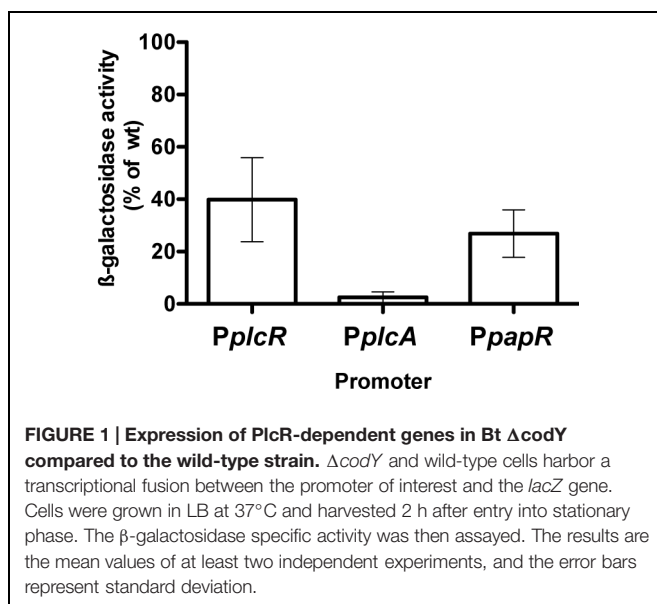 ß-galactosidase activity
(% of wt)
100
80
60
40
20
0
PplcR PplcA PpapR
Promoter
FIGURE 1 | Expression of PlcR-dependent genes in Bt ΔcodY
compared to the wild-type strain. ΔcodY and wild-type cells harbor a
transcriptional fusion between the promoter of interest and the lacZ gene.
Cells were grown in LB at 37°C and harvested 2 h after entry into stationary
phase. The β-galactosidase specific activity was then assayed. The results are
the mean values of at least two independent experiments, and the error bars
represent standard deviation.